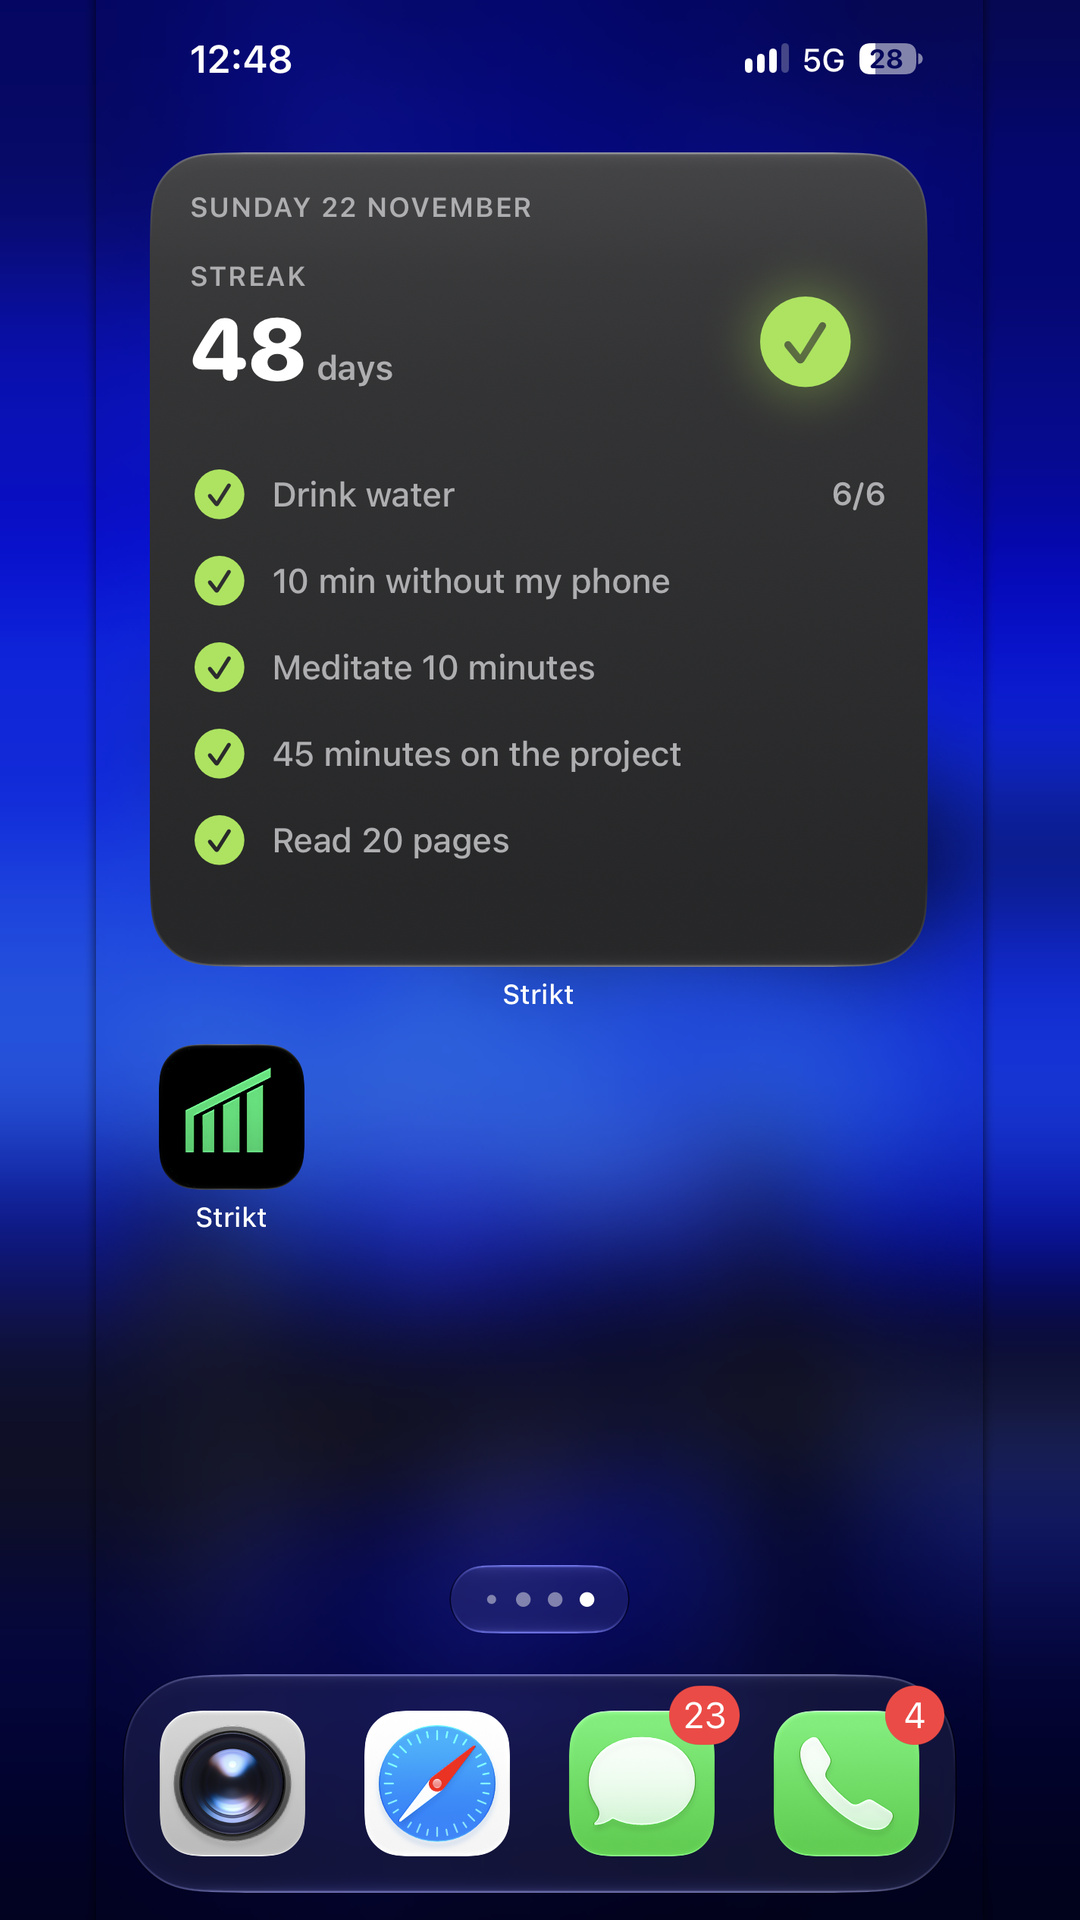 12:48
5G
28
SUNDAY 22 NOVEMBER
STREAK
48 days
Drink water
6/6
10 min without my phone
Meditate 10 minutes
45 minutes on the project
Read 20 pages
Strikt
Strikt
23
4